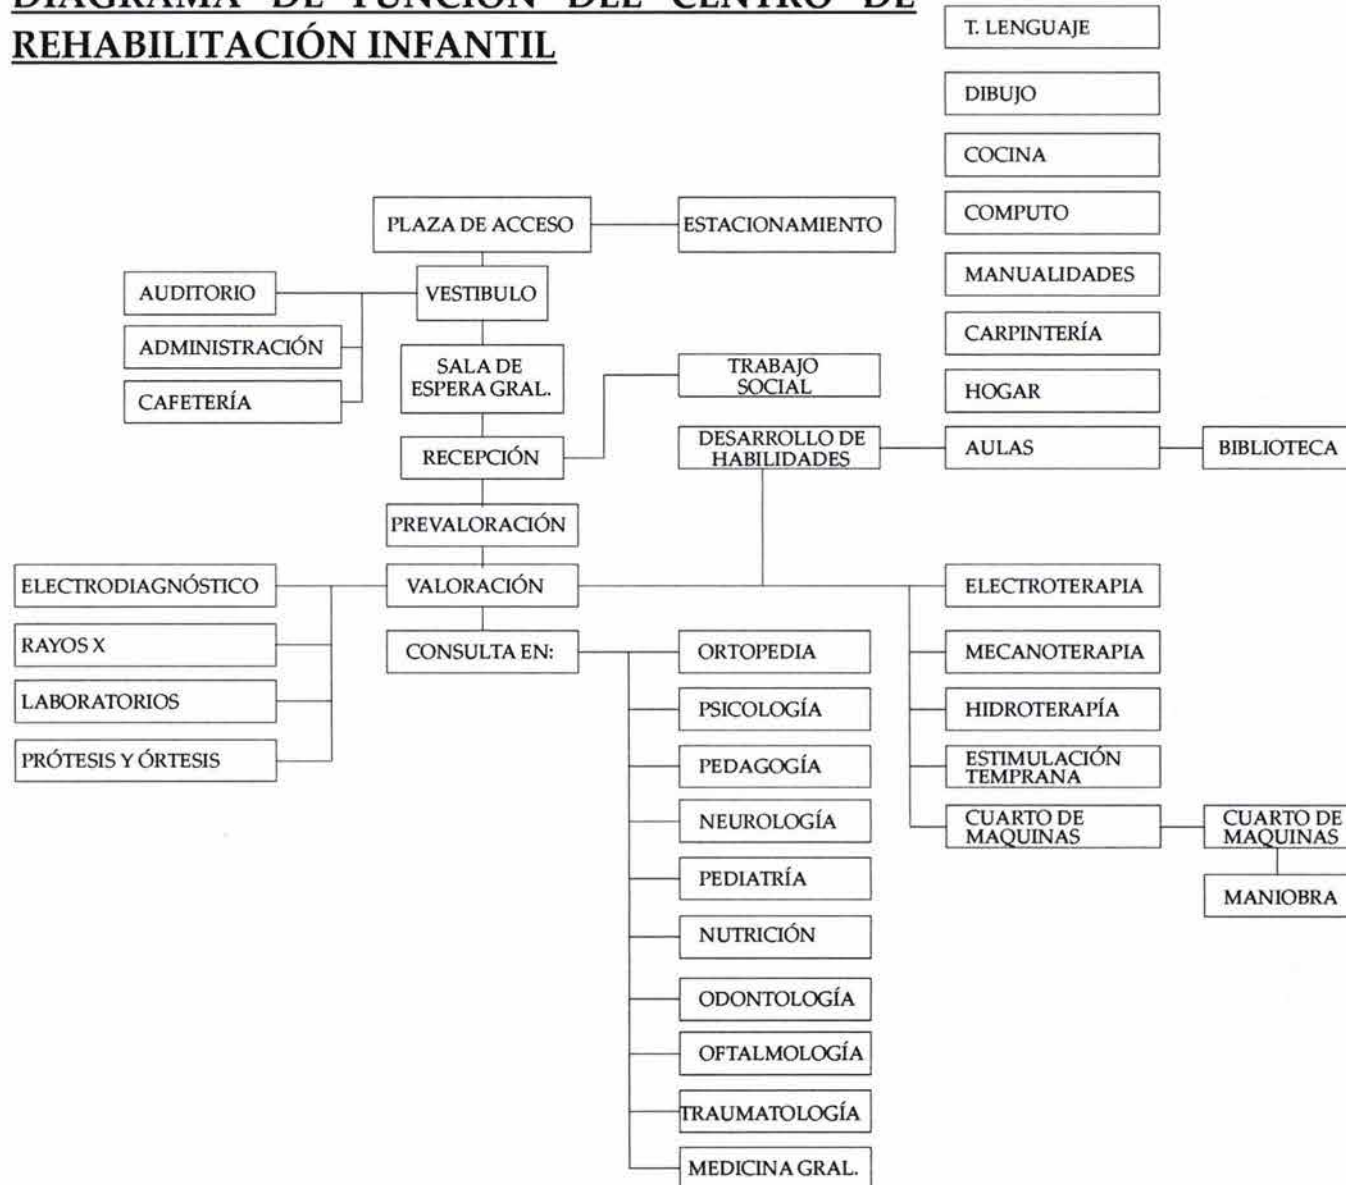 DIAGRAMA DE FUNCIÓN DEL CENTRO DE
REHABILITACIÓN INFANTIL
T. LENGUAJE
DIBUJO
COCINA
COMPUTO
MANUALIDADES
CARPINTERÍA
HOGAR
AULAS
BIBLIOTECA
PLAZA DE ACCESO
ESTACIONAMIENTO
VESTIBULO
AUDITORIO
ADMINISTRACIÓN
CAFETERÍA
SALA DE
ESPERA GRAL.
TRABAJO
SOCIAL
RECEPCIÓN
DESARROLLO DE
HABILIDADES
PREVALORACIÓN
VALORACIÓN
ELECTRODIAGNÓSTICO
RAYOS X
LABORATORIOS
PRÓTESIS Y ÓRTESIS
CONSULTA EN:
ORTOPEDIA
PSICOLOGÍA
PEDAGOGÍA
NEUROLOGÍA
PEDIATRÍA
NUTRICIÓN
ODONTOLOGÍA
OFTALMOLOGÍA
TRAUMATOLOGÍA
MEDICINA GRAL.
ELECTROTERAPIA
MECANOTERAPIA
HIDROTERAPÍA
ESTIMULACIÓN
TEMPRANA
CUARTO DE
MAQUINAS
CUARTO DE
MAQUINAS
MANIOBRA